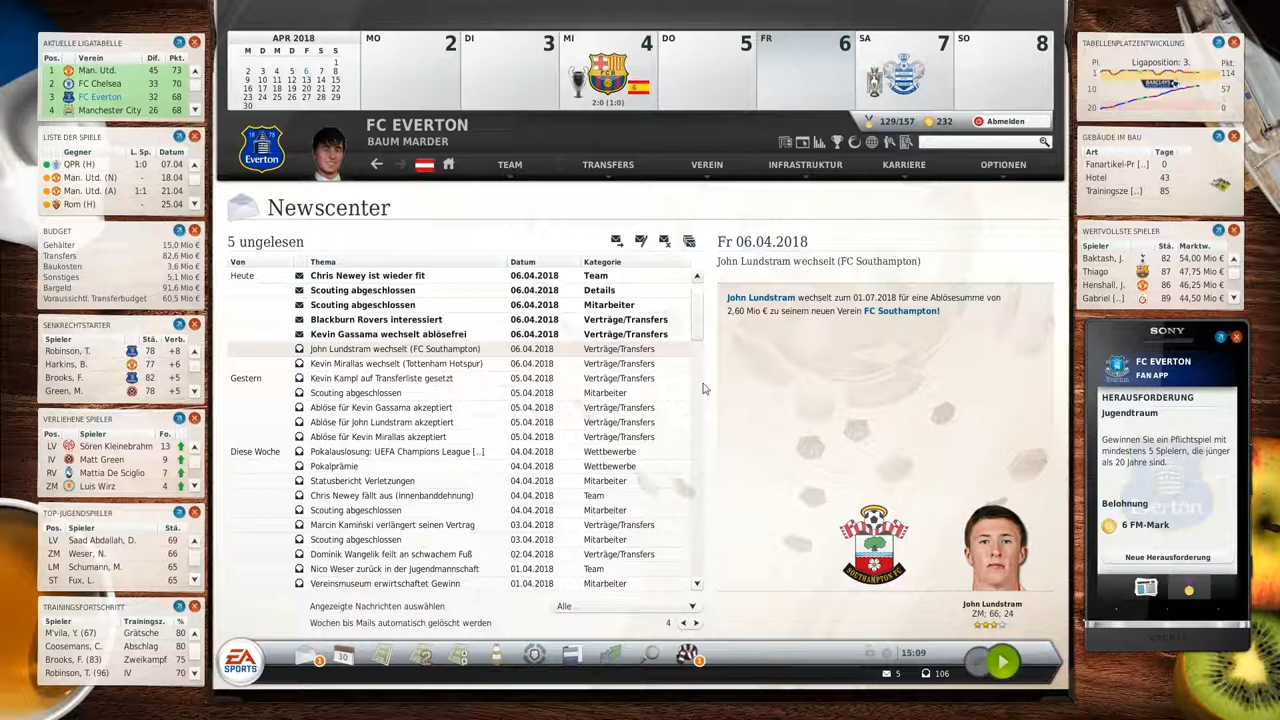 AKTUELLE LIGATABELLE
Pos. Verein Dif. Pkt.
1 Man. Utd. 45 73
2 FC Chelsea 33 70
3 FC Everton 32 68
4 Manchester City 26 68
LISTE DER SPIELE
Gegner L. Sp. Datum
QPR (H) 1:0 07.04
Man. Utd. (N) - 18.04
Man. Utd. (A) 1:1 21.04
Rom (H) - 25.04
BUDGET
Gehälter 15,0 Mio €
Transfers 82,6 Mio €
Baukosten 3,6 Mio €
Sonstiges 5,1 Mio €
Bargeld 91,6 Mio €
Voraussichtl. Transferbudget 60,5 Mio €
SENKRECHTSTARTER
Spieler Stä. Verb.
Robinson, T. 78 +8
Harkins, B. 77 +6
Brooks, F. 82 +5
Green, M. 78 +5
VERLIEHENE SPIELER
Pos. Spieler Fo.
LV Sören Kleinebrahm 13
IV Matt Green 9
RV Mattia De Sciglio 7
ZM Luis Wirz 4
TOP-JUGENDSPIELER
Pos. Spieler Stä.
LV Saad Abdallah, D. 69
ZM Weser, N. 66
LM Schumann, M. 65
ST Fux, L. 65
TRAININGSFORTSCHRITT
Spieler Trainingsz. %
M'vila, Y. (67) Grätsche 80
Coosemans, C. Abschlag 80
Brooks, F. (83) Zweikampf 75
Robinson, T. (96) IV 70
APR 2018
M D M D F S S
1
2 3 4 5 6 7 8
9 10 11 12 13 14 15
16 17 18 19 20 21 22
23 24 25 26 27 28 29
30
MO 2
DI 3
MI 4
2:0 (1:0)
DO 5
FR 6
SA 7
SO 8
FC EVERTON
BAUM MARDER
129/157 232 Abmelden
TEAM TRANSFERS VEREIN INFRASTRUKTUR KARRIERE OPTIONEN
1878
Everton
Newscenter
5 ungelesen
Von Thema Datum Kategorie
Heute Chris Newey ist wieder fit 06.04.2018 Team
Scouting abgeschlossen 06.04.2018 Details
Scouting abgeschlossen 06.04.2018 Mitarbeiter
Blackburn Rovers interessiert 06.04.2018 Verträge/Transfers
Kevin Gassama wechselt ablösefrei 06.04.2018 Verträge/Transfers
John Lundstram wechselt (FC Southampton) 06.04.2018 Verträge/Transfers
Kevin Mirallas wechselt (Tottenham Hotspur) 06.04.2018 Verträge/Transfers
Gestern Kevin Kampl auf Transferliste gesetzt 05.04.2018 Verträge/Transfers
Scouting abgeschlossen 05.04.2018 Mitarbeiter
Ablöse für Kevin Gassama akzeptiert 05.04.2018 Verträge/Transfers
Ablöse für John Lundstram akzeptiert 05.04.2018 Verträge/Transfers
Ablöse für Kevin Mirallas akzeptiert 05.04.2018 Verträge/Transfers
Diese Woche Pokalauslosung: UEFA Champions League [..] 04.04.2018 Wettbewerbe
Pokalprämie 04.04.2018 Wettbewerbe
Statusbericht Verletzungen 04.04.2018 Mitarbeiter
Chris Newey fällt aus (Innenbanddehnung) 04.04.2018 Team
Scouting abgeschlossen 04.04.2018 Mitarbeiter
Marcin Kamiński verlängert seinen Vertrag 03.04.2018 Verträge/Transfers
Scouting abgeschlossen 03.04.2018 Mitarbeiter
Dominik Wangelik feilt an schwachem Fuß 02.04.2018 Verträge/Transfers
Nico Weser zurück in der Jugendmannschaft 01.04.2018 Team
Vereinsmuseum erwirtschaftet Gewinn 01.04.2018 Mitarbeiter
Angezeigte Nachrichten auswählen Alle
Wochen bis Mails automatisch gelöscht werden 4
Fr 06.04.2018
John Lundstram wechselt (FC Southampton)
John Lundstram wechselt zum 01.07.2018 für eine Ablösesumme von
2,60 Mio € zu seinem neuen Verein FC Southampton!
SOUTHAMPTON FC
John Lundstram
ZM; 66; 24
EA
SPORTS
1
30
1
15:09
5 106
TABELLENPLATZENTWICKLUNG
Pl. Ligaposition: 3. Pkt.
1 114
10 57
20 0
BARCLAYS
GEBÄUDE IM BAU
Art Tage
Fanartikel-Pr [..] 0
Hotel 43
Trainingsze [..] 85
WERTVOLLSTE SPIELER
Spieler Stä. Marktw.
Baktash, J. 82 54,00 Mio €
Thiago 87 47,75 Mio €
Henshall, J. 86 46,25 Mio €
Gabriel [..] 89 44,50 Mio €
SONY
FC EVERTON
FAN APP
HERAUSFORDERUNG
Jugendtraum
Gewinnen Sie ein Pflichtspiel mit
mindestens 5 Spielern, die jünger
als 20 Jahre sind.
Belohnung
6 FM-Mark
Neue Herausforderung
XPERIA